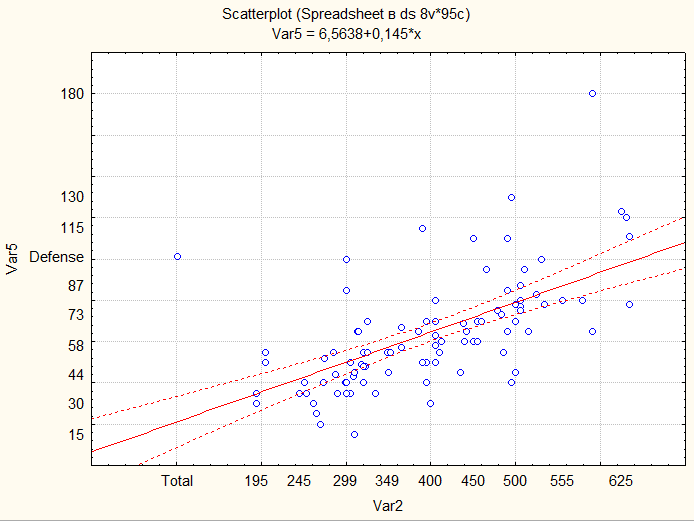 Scatterplot (Spreadsheet в ds 8v*95c)
Var5 = 6,5638+0,145*x
180
130
115
Defense
87
73
58
44
30
15
Var5
Total 195 245 299 349 400 450 500 555 625
Var2